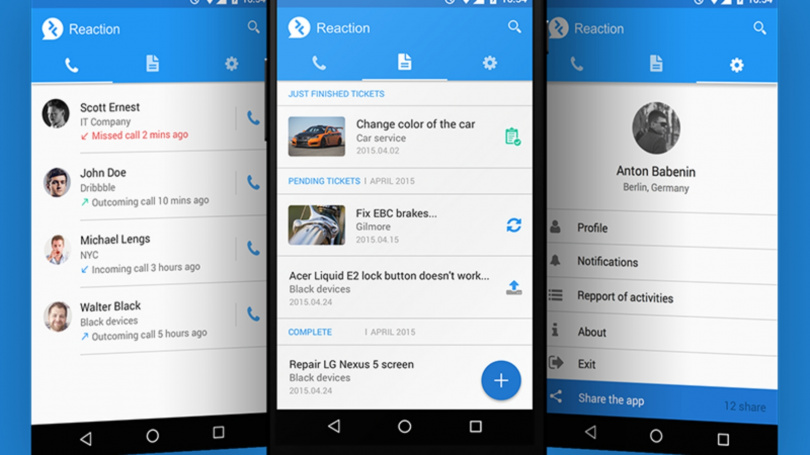 Reaction
Scott Ernest
IT Company
Missed call 2 mins ago
John Doe
Dribbble
Outcoming call 10 mins ago
Michael Lengs
NYC
Incoming call 3 hours ago
Walter Black
Black devices
Outcoming call 5 hours ago
Reaction
JUST FINISHED TICKETS
Change color of the car
Car service
2015.04.02
PENDING TICKETS | APRIL 2015
Fix EBC brakes...
Gilmore
2015.04.15
Acer Liquid E2 lock button doesn't work...
Black devices
2015.04.24
COMPLETE | APRIL 2015
Repair LG Nexus 5 screen
Black devices
2015.04.24
Reaction
Anton Babenin
Berlin, Germany
Profile
Notifications
Repport of activities
About
Exit
Share the app 12 share